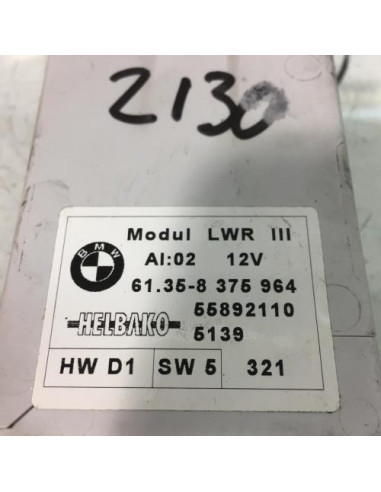 2130
BMW
Modul LWR III
AI:02 12V
61.35-8 375 964
55892110
HELBAKO
5139
HW D1 SW 5 321